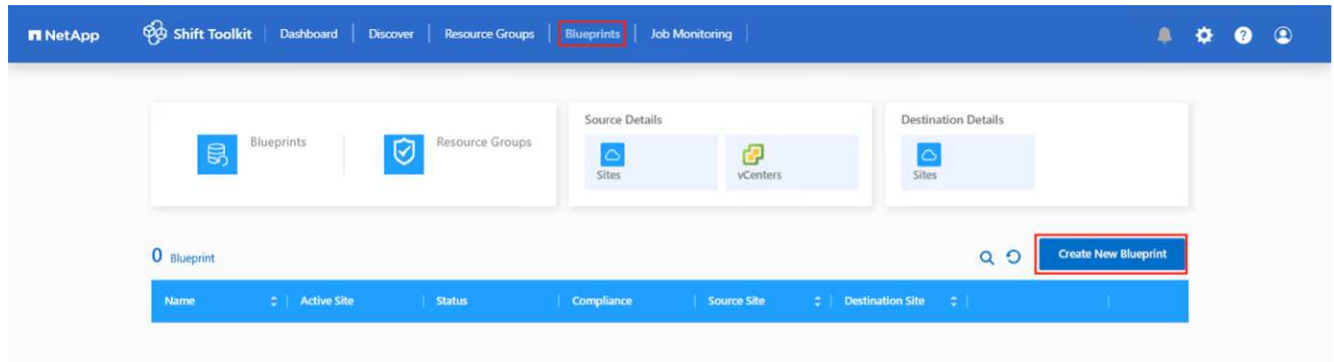 NetApp Shift Toolkit Dashboard Discover Resource Groups Blueprints Job Monitoring ?
Blueprints Resource Groups
Source Details
Sites vCenters
Destination Details
Sites
0 Blueprint Create New Blueprint
Name Active Site Status Compliance Source Site Destination Site